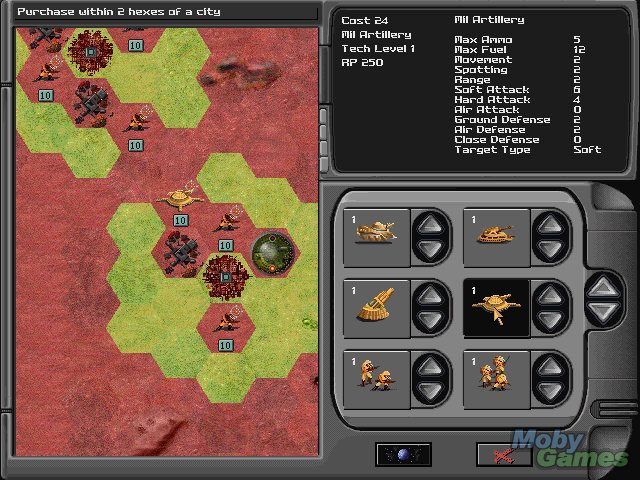 Purchase within 2 hexes of a city
Cost 24
Mil Artillery
Tech Level 1
RP 250
Mil Artillery
Max Ammo 5
Max Fuel 12
Movement 2
Spotting 2
Range 2
Soft Attack 6
Hard Attack 4
Air Attack 0
Ground Defense 2
Air Defense 2
Close Defense 0
Target Type Soft
10
10
10
10
10
10
1
1
1
1
1
1
Moby
Games